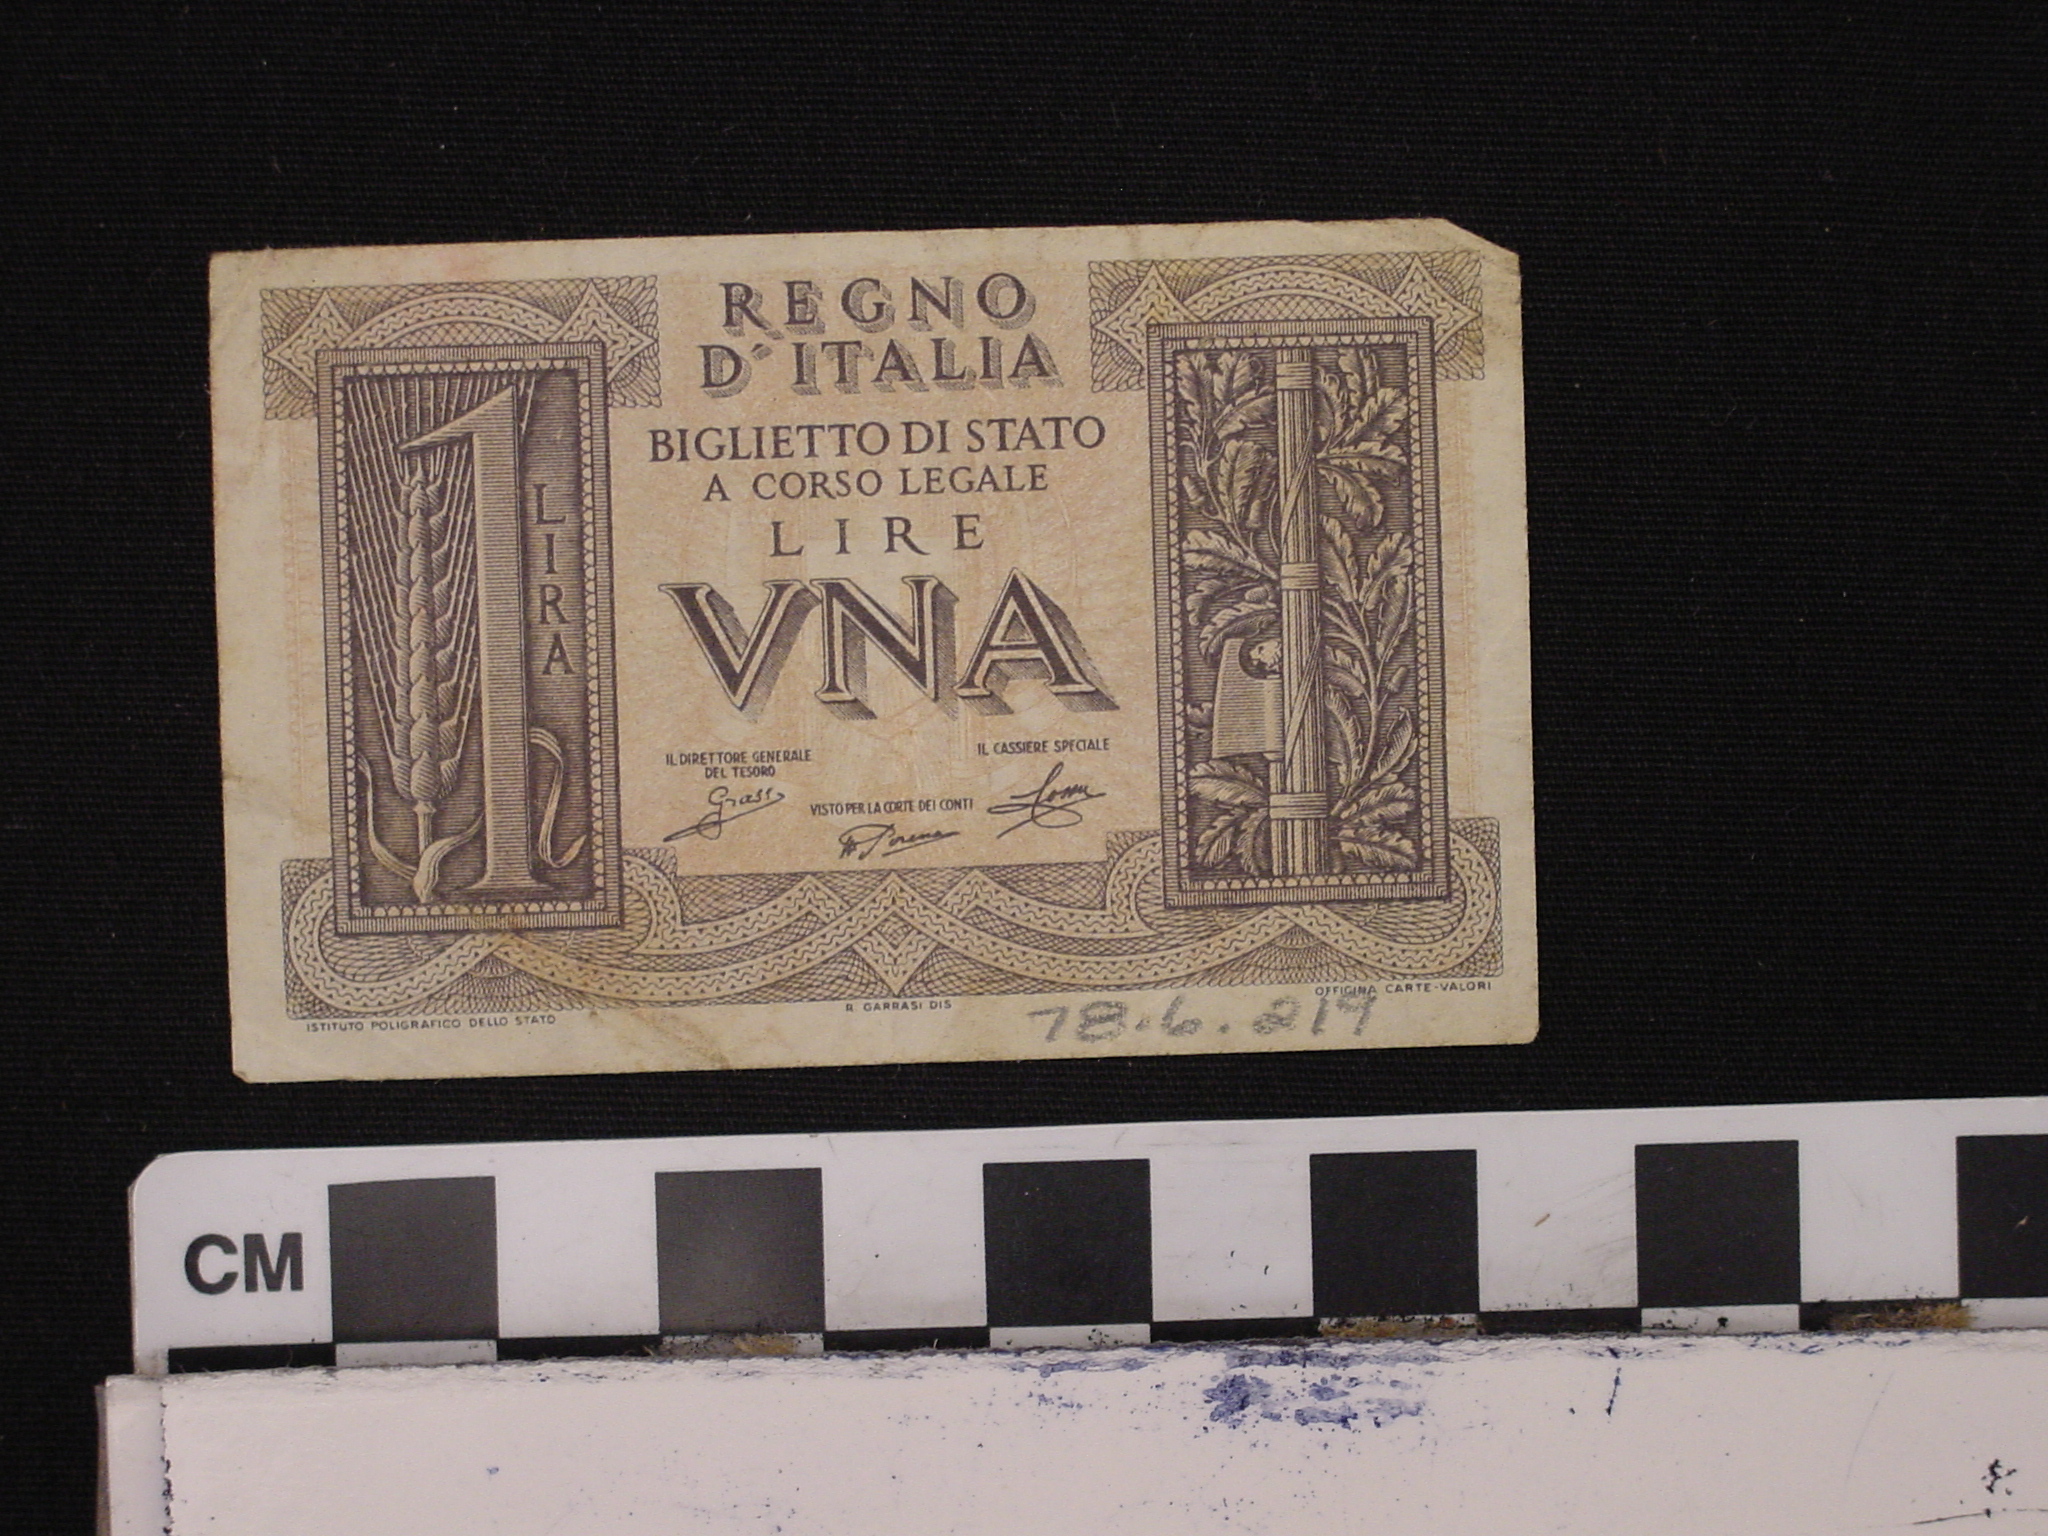 REGNO
D'ITALIA
BIGLIETTO DI STATO
A CORSO LEGALE
LIRE
VNA
1
LIRA
IL DIRETTORE GENERALE
DEL TESORO
Grassi
VISTO PER LA CORTE DEI CONTI
IL CASSIERE SPECIALE
ISTITUTO POLIGRAFICO DELLO STATO
R. GARRASI DIS
OFFICINA CARTE-VALORI
78.6.219
CM